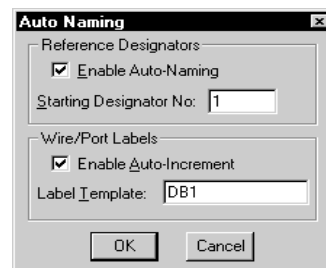 Auto Naming
Reference Designators
Enable Auto-Naming
Starting Designator No: 1
Wire/Port Labels
Enable Auto-Increment
Label Template: DB1
OK Cancel